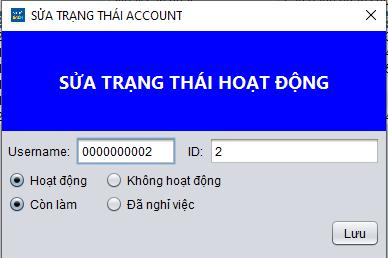 SỬA TRẠNG THÁI ACCOUNT
SỬA TRẠNG THÁI HOẠT ĐỘNG
Username: 0000000002 ID: 2
Hoạt động Không hoạt động
Còn làm Đã nghỉ việc
Lưu